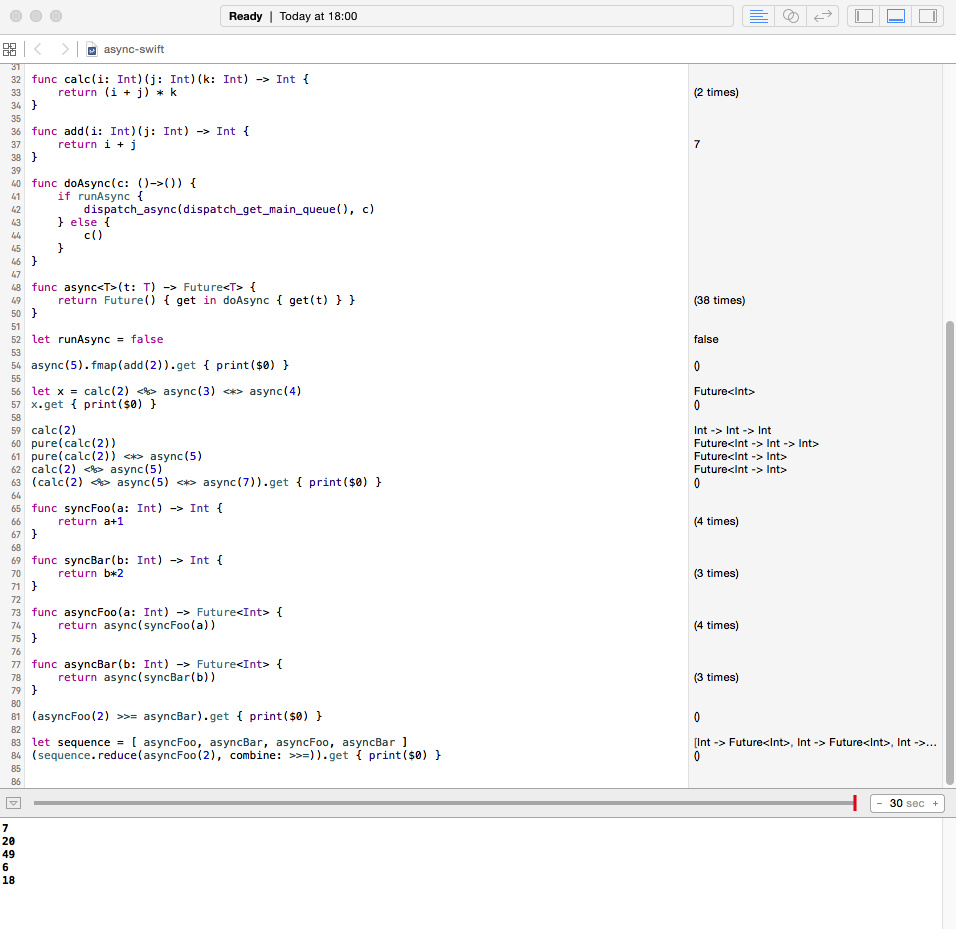 Ready | Today at 18:00
async-swift
31
32 func calc(i: Int)(j: Int)(k: Int) -> Int {
33     return (i + j) * k (2 times)
34 }
35
36 func add(i: Int)(j: Int) -> Int {
37     return i + j 7
38 }
39
40 func doAsync(c: ()->()) {
41     if runAsync {
42         dispatch_async(dispatch_get_main_queue(), c)
43     } else {
44         c()
45     }
46 }
47
48 func async<T>(t: T) -> Future<T> {
49     return Future() { get in doAsync { get(t) } } (38 times)
50 }
51
52 let runAsync = false false
53
54 async(5).fmap(add(2)).get { print($0) } ()
55
56 let x = calc(2) <%> async(3) <*> async(4) Future<Int>
57 x.get { print($0) } ()
58
59 calc(2) Int -> Int -> Int
60 pure(calc(2)) Future<Int -> Int -> Int>
61 pure(calc(2)) <*> async(5) Future<Int -> Int>
62 calc(2) <%> async(5) Future<Int -> Int>
63 (calc(2) <%> async(5) <*> async(7)).get { print($0) } ()
64
65 func syncFoo(a: Int) -> Int {
66     return a+1 (4 times)
67 }
68
69 func syncBar(b: Int) -> Int {
70     return b*2 (3 times)
71 }
72
73 func asyncFoo(a: Int) -> Future<Int> {
74     return async(syncFoo(a)) (4 times)
75 }
76
77 func asyncBar(b: Int) -> Future<Int> {
78     return async(syncBar(b)) (3 times)
79 }
80
81 (asyncFoo(2) >>= asyncBar).get { print($0) } ()
82
83 let sequence = [ asyncFoo, asyncBar, asyncFoo, asyncBar ] [Int -> Future<Int>, Int -> Future<Int>, Int ->...
84 (sequence.reduce(asyncFoo(2), combine: >>=)).get { print($0) } ()
85
86
- 30 sec +
7
20
49
6
18